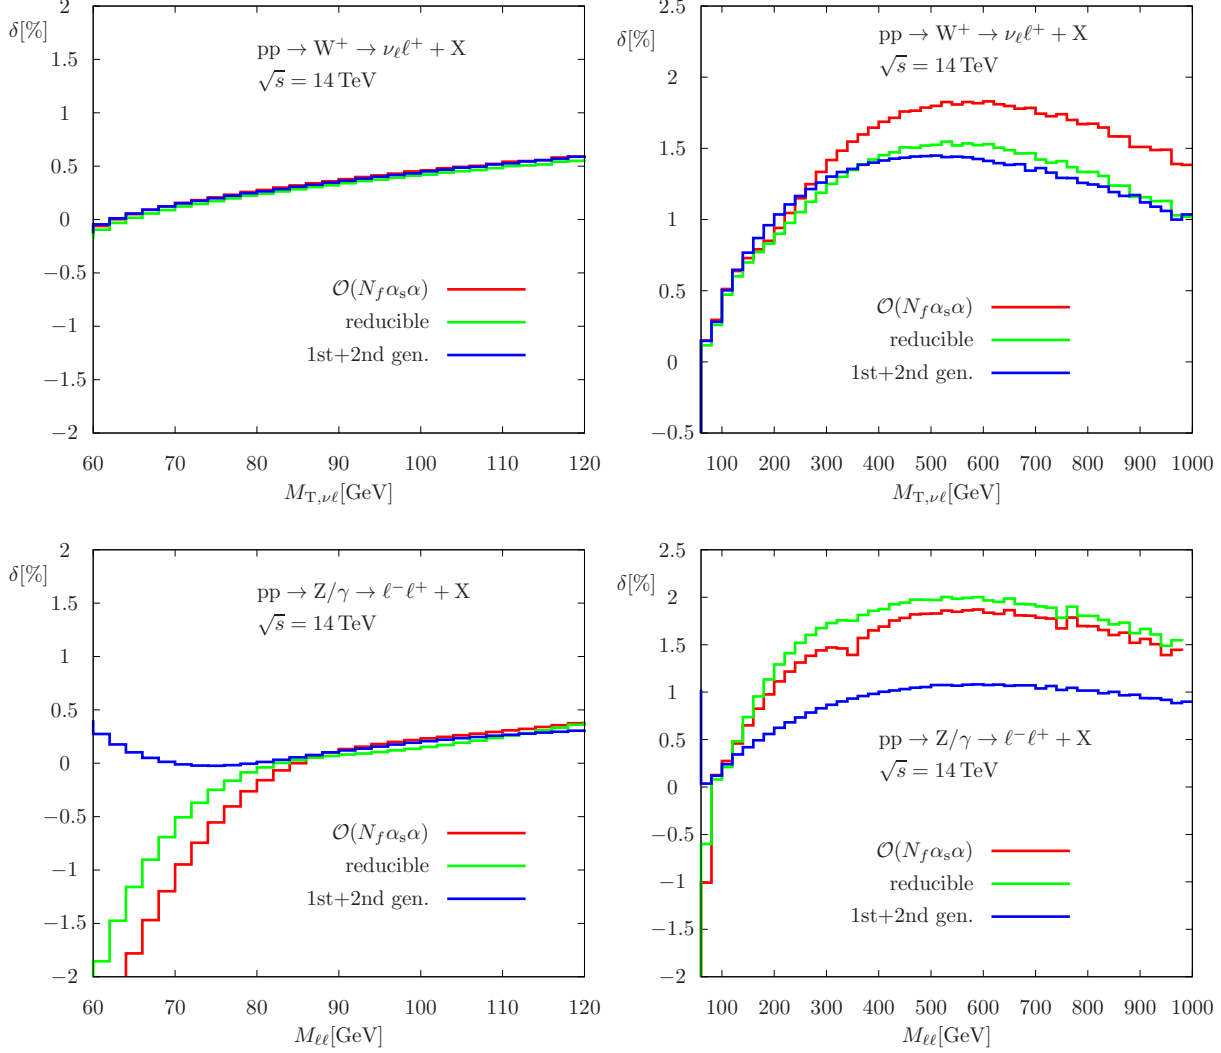 δ[%]
pp → W⁺ → ν_ℓ ℓ⁺ + X
√s = 14 TeV
2
1.5
1
0.5
0
−0.5
−1
−1.5
−2
O(N_f α_s α)
reducible
1st+2nd gen.
60 70 80 90 100 110 120
M_T,νℓ[GeV]
δ[%]
pp → W⁺ → ν_ℓ ℓ⁺ + X
√s = 14 TeV
2.5
2
1.5
1
0.5
0
−0.5
O(N_f α_s α)
reducible
1st+2nd gen.
100 200 300 400 500 600 700 800 900 1000
M_T,νℓ[GeV]
δ[%]
pp → Z/γ → ℓ⁻ℓ⁺ + X
√s = 14 TeV
2
1.5
1
0.5
0
−0.5
−1
−1.5
−2
O(N_f α_s α)
reducible
1st+2nd gen.
60 70 80 90 100 110 120
M_ℓℓ[GeV]
δ[%]
2.5
2
1.5
1
0.5
0
−0.5
−1
−1.5
−2
pp → Z/γ → ℓ⁻ℓ⁺ + X
√s = 14 TeV
O(N_f α_s α)
reducible
1st+2nd gen.
100 200 300 400 500 600 700 800 900 1000
M_ℓℓ[GeV]